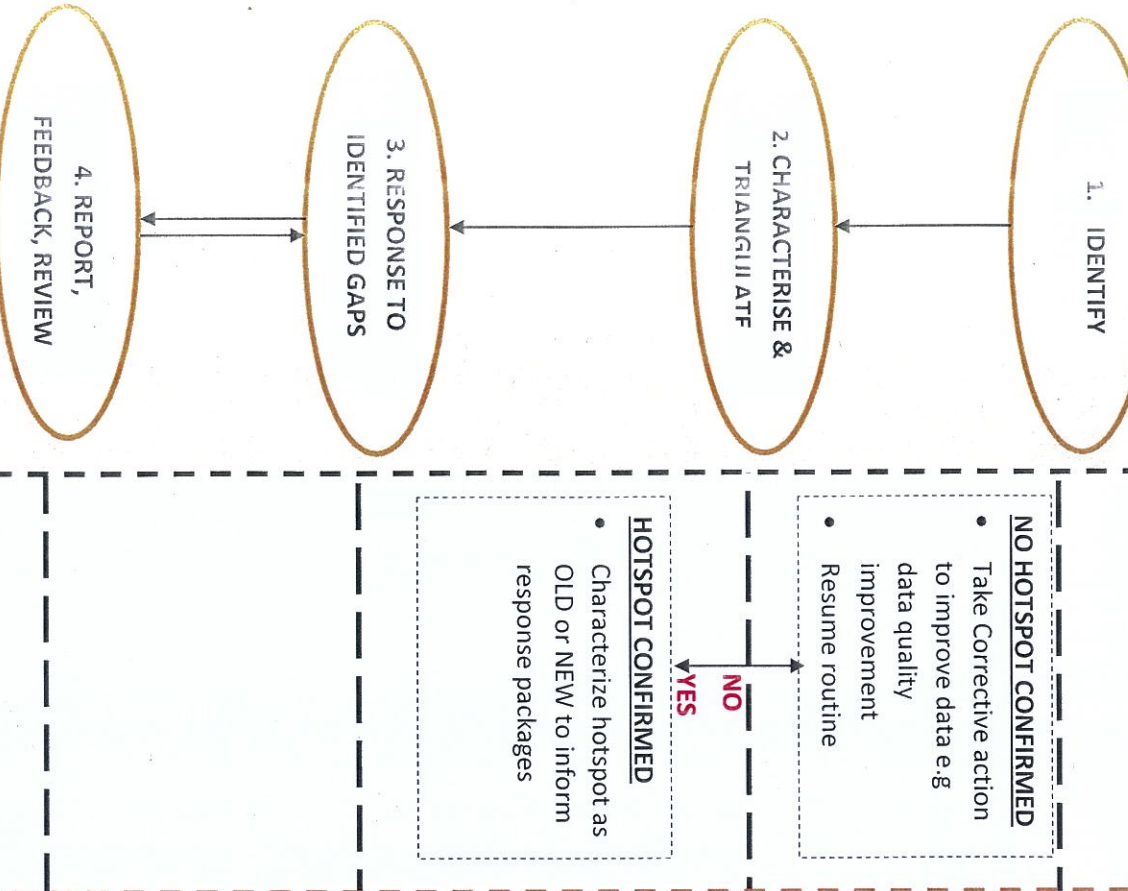 1. IDENTIFY
2. CHARACTERISE &
TRIANGULATE
3. RESPONSE TO
IDENTIFIED GAPS
4. REPORT,
FEEDBACK, REVIEW
NO HOTSPOT CONFIRMED
• Take Corrective action
to improve data e.g
data quality
improvement
• Resume routine
NO
YES
HOTSPOT CONFIRMED
• Characterize hotspot as
OLD or NEW to inform
response packages